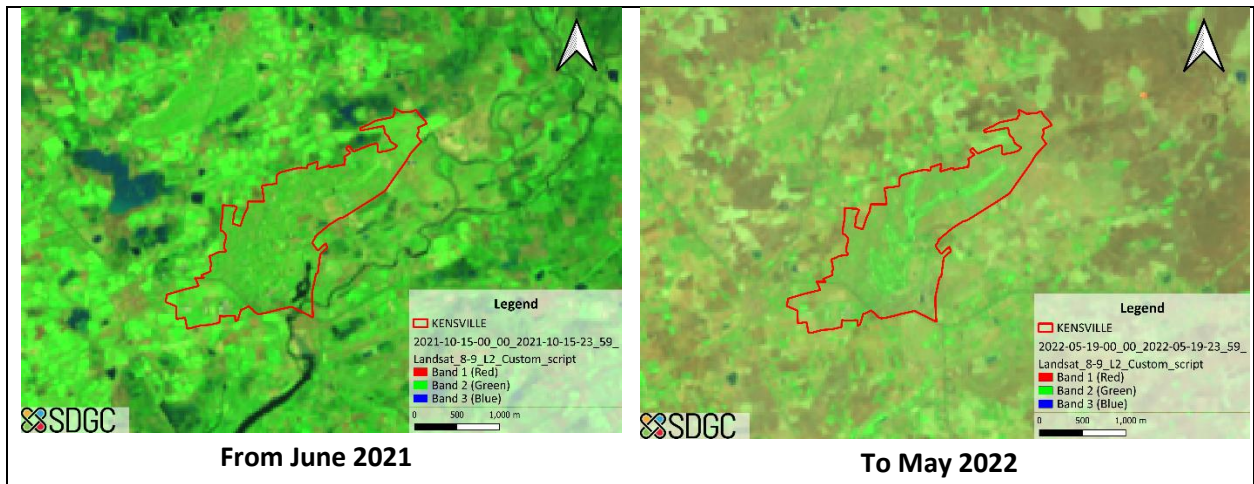 Legend
KENSVILLE
2021-10-15-00_00_2021-10-15-23_59_
Landsat_8-9_L2_Custom_script
Band 1 (Red)
Band 2 (Green)
Band 3 (Blue)
0 500 1,000 m
SDGC
From June 2021
Legend
KENSVILLE
2022-05-19-00_00_2022-05-19-23_59_
Landsat_8-9_L2_Custom_script
Band 1 (Red)
Band 2 (Green)
Band 3 (Blue)
0 500 1,000 m
SDGC
To May 2022